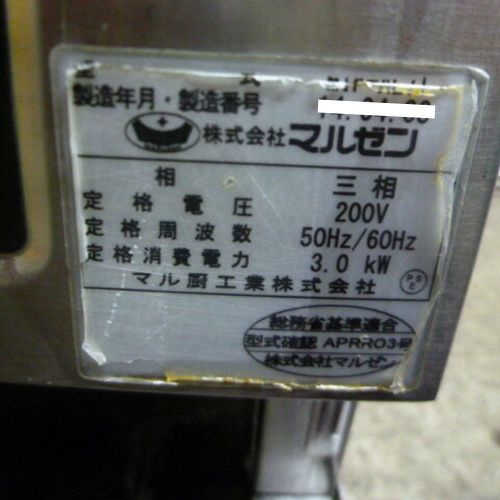 型 式
製造年月・製造番号
株式会社マルゼン
相 三相
定格電圧 200V
定格周波数 50Hz/60Hz
定格消費電力 3.0 kW
マル厨工業株式会社 PSE
総務省基準適合
型式確認 APRRO3号
株式会社マルゼン